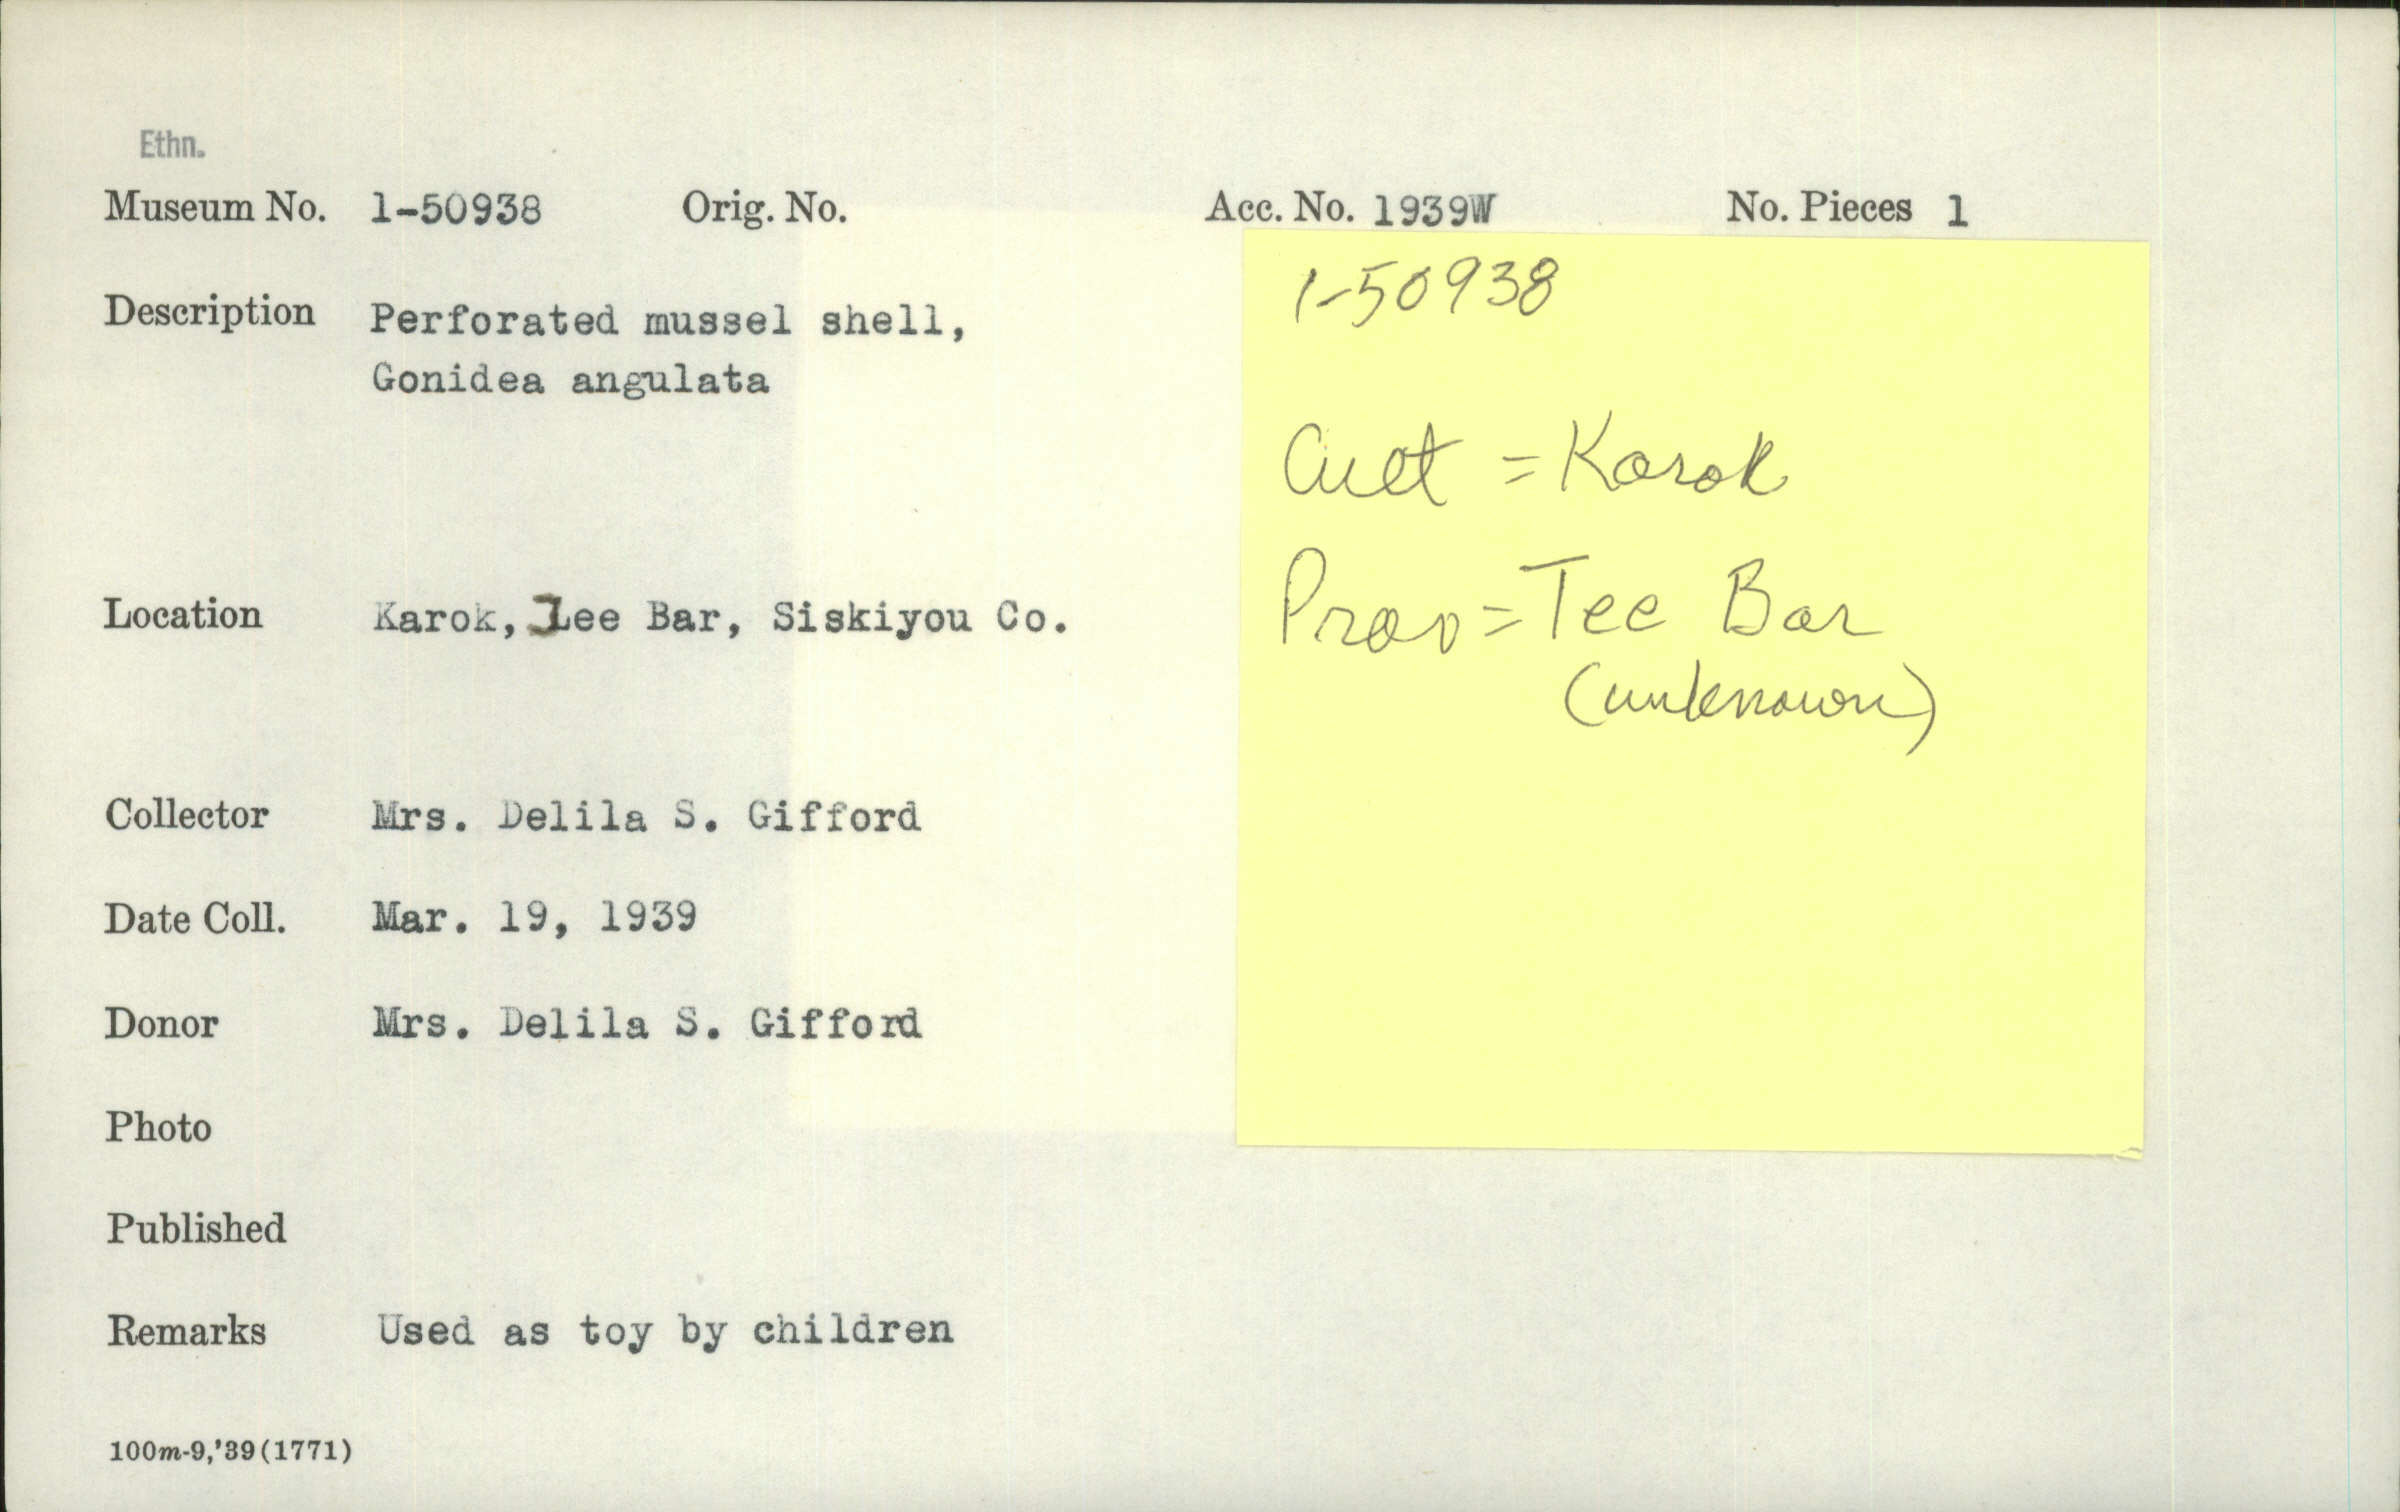 Ethn.
Museum No. 1-50938 Orig. No. Acc. No. 1939W No. Pieces 1
Description Perforated mussel shell,
Gonidea angulata
Location Karok, Lee Bar, Siskiyou Co.
Collector Mrs. Delila S. Gifford
Date Coll. Mar. 19, 1939
Donor Mrs. Delila S. Gifford
Photo
Published
Remarks Used as toy by children
100m-9,'39(1771)
1-50938
Cult = Karok
Prov = Tee Bar
(unknown)